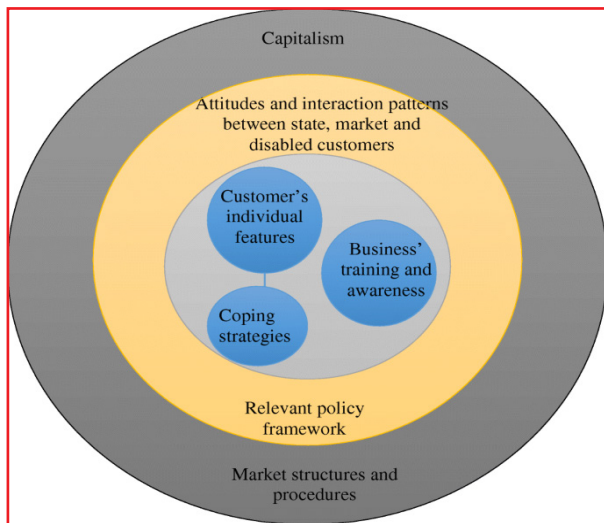 Capitalism
Attitudes and interaction patterns
between state, market and
disabled customers
Customer’s
individual
features
Business’
training and
awareness
Coping
strategies
Relevant policy
framework
Market structures and
procedures